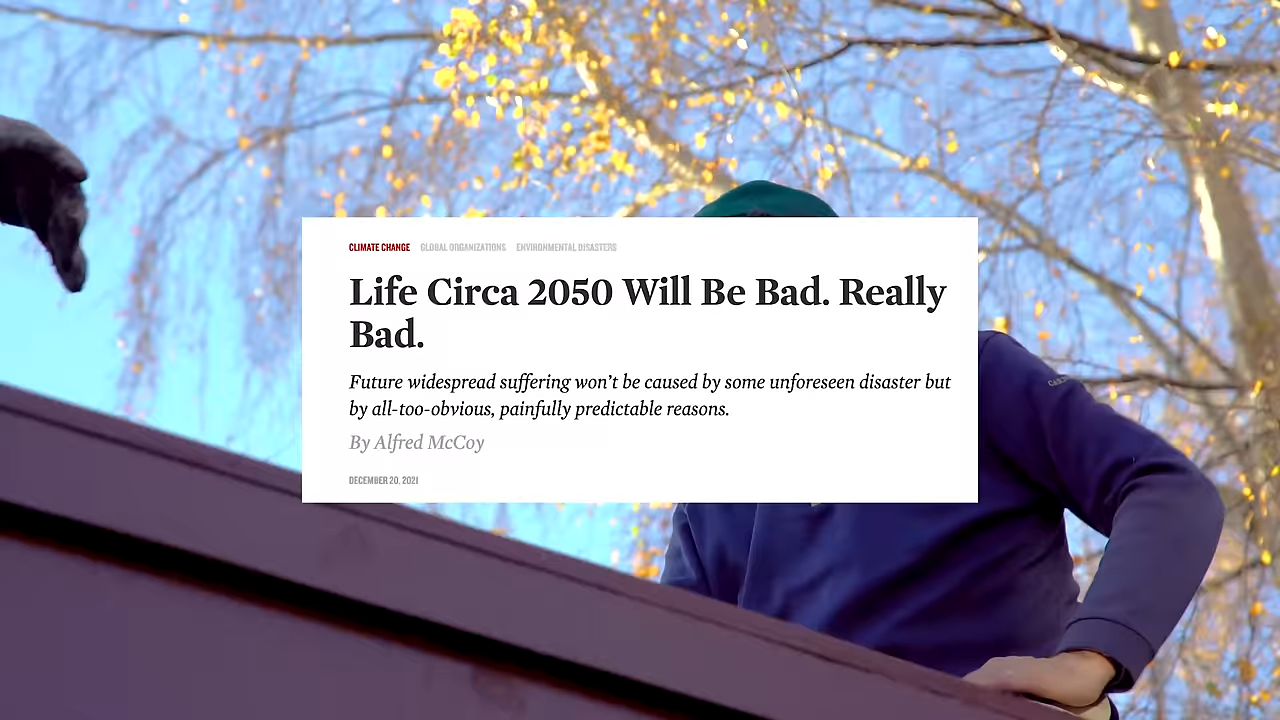 CLIMATE CHANGE GLOBAL ORGANIZATIONS ENVIRONMENTAL DISASTERS
Life Circa 2050 Will Be Bad. Really
Bad.
Future widespread suffering won't be caused by some unforeseen disaster but
by all-too-obvious, painfully predictable reasons.
By Alfred McCoy
DECEMBER 20, 2021